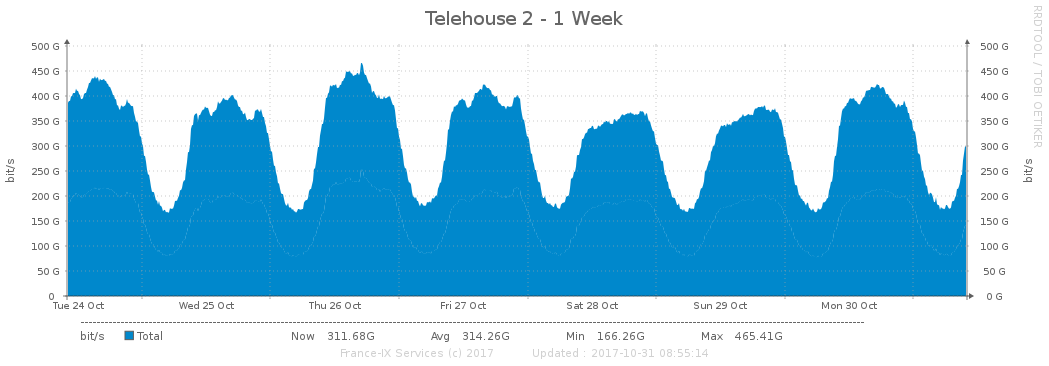 Telehouse 2 - 1 Week
RRDTOOL / TOBI OETIKER
500 G 500 G
450 G 450 G
400 G 400 G
350 G 350 G
300 G 300 G
250 G 250 G
200 G 200 G
150 G 150 G
100 G 100 G
50 G 50 G
0 0 G
bit/s bit/s
Tue 24 Oct Wed 25 Oct Thu 26 Oct Fri 27 Oct Sat 28 Oct Sun 29 Oct Mon 30 Oct
bit/s Total Now 311.68G Avg 314.26G Min 166.26G Max 465.41G
France-IX Services (c) 2017 Updated : 2017-10-31 08:55:14